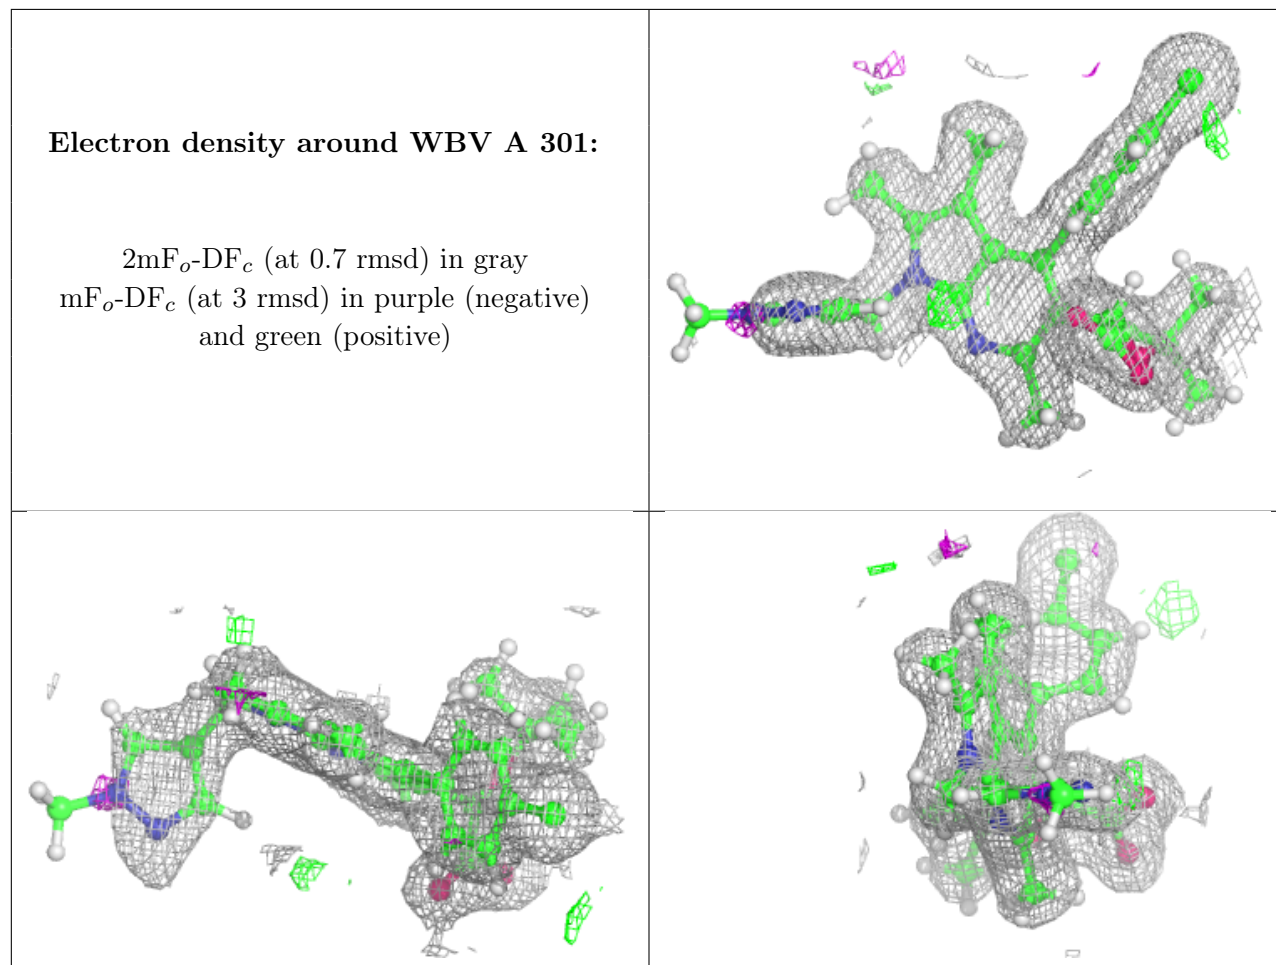 Electron density around WBV A 301:
2mFo-DFc (at 0.7 rmsd) in gray
mFo-DFc (at 3 rmsd) in purple (negative)
and green (positive)